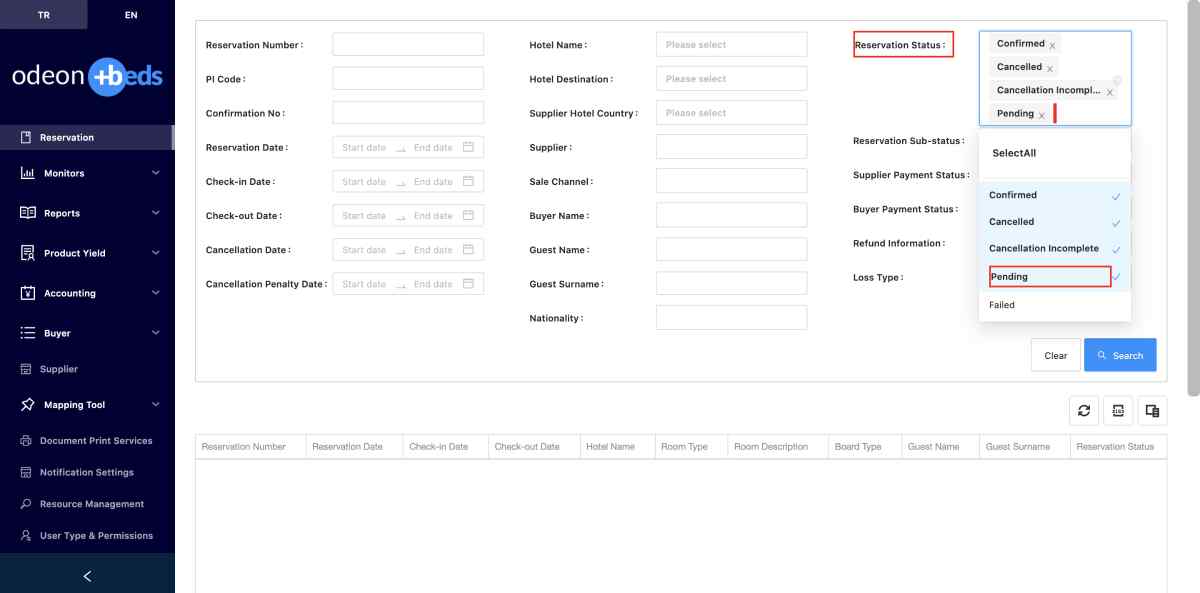 TR
EN
odeon +beds
Reservation
Monitors
Reports
Product Yield
Accounting
Buyer
Supplier
Mapping Tool
Document Print Services
Notification Settings
Resource Management
User Type & Permissions
Reservation Number :
PI Code :
Confirmation No :
Reservation Date : Start date End date
Check-in Date : Start date End date
Check-out Date : Start date End date
Cancellation Date : Start date End date
Cancellation Penalty Date : Start date End date
Hotel Name : Please select
Hotel Destination : Please select
Supplier Hotel Country : Please select
Supplier :
Sale Channel :
Buyer Name :
Guest Name :
Guest Surname :
Nationality :
Reservation Status :
Confirmed
Cancelled
Cancellation Incompl...
Pending
Reservation Sub-status :
Supplier Payment Status :
Buyer Payment Status :
Refund Information :
Loss Type :
SelectAll
Confirmed
Cancelled
Cancellation Incomplete
Pending
Failed
Clear
Search
Reservation Number Reservation Date Check-in Date Check-out Date Hotel Name Room Type Room Description Board Type Guest Name Guest Surname Reservation Status